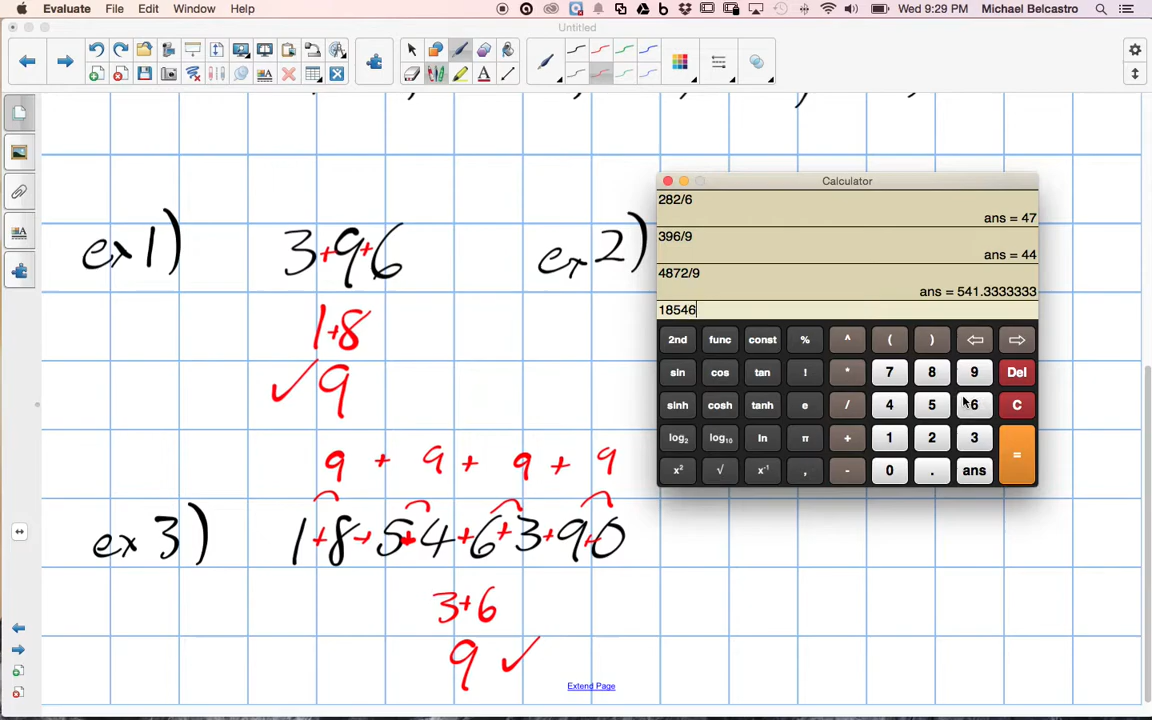 Evaluate File Edit Window Help Wed 9:29 PM Michael Belcastro
Untitled
ex 1) 3+9+6
1+8
✓ 9
ex 2)
9 + 9 + 9 + 9
ex 3) 1+8+5+4+6+3+9+0
3+6
9 ✓
Extend Page
Calculator
282/6
ans = 47
396/9
ans = 44
4872/9
ans = 541.3333333
18546
2nd func const % ^ ( )
sin cos tan ! * 7 8 9 Del
sinh cosh tanh e / 4 5 6 C
log₂ log₁₀ ln π + 1 2 3 =
x² √ x⁻¹ , - 0 . ans